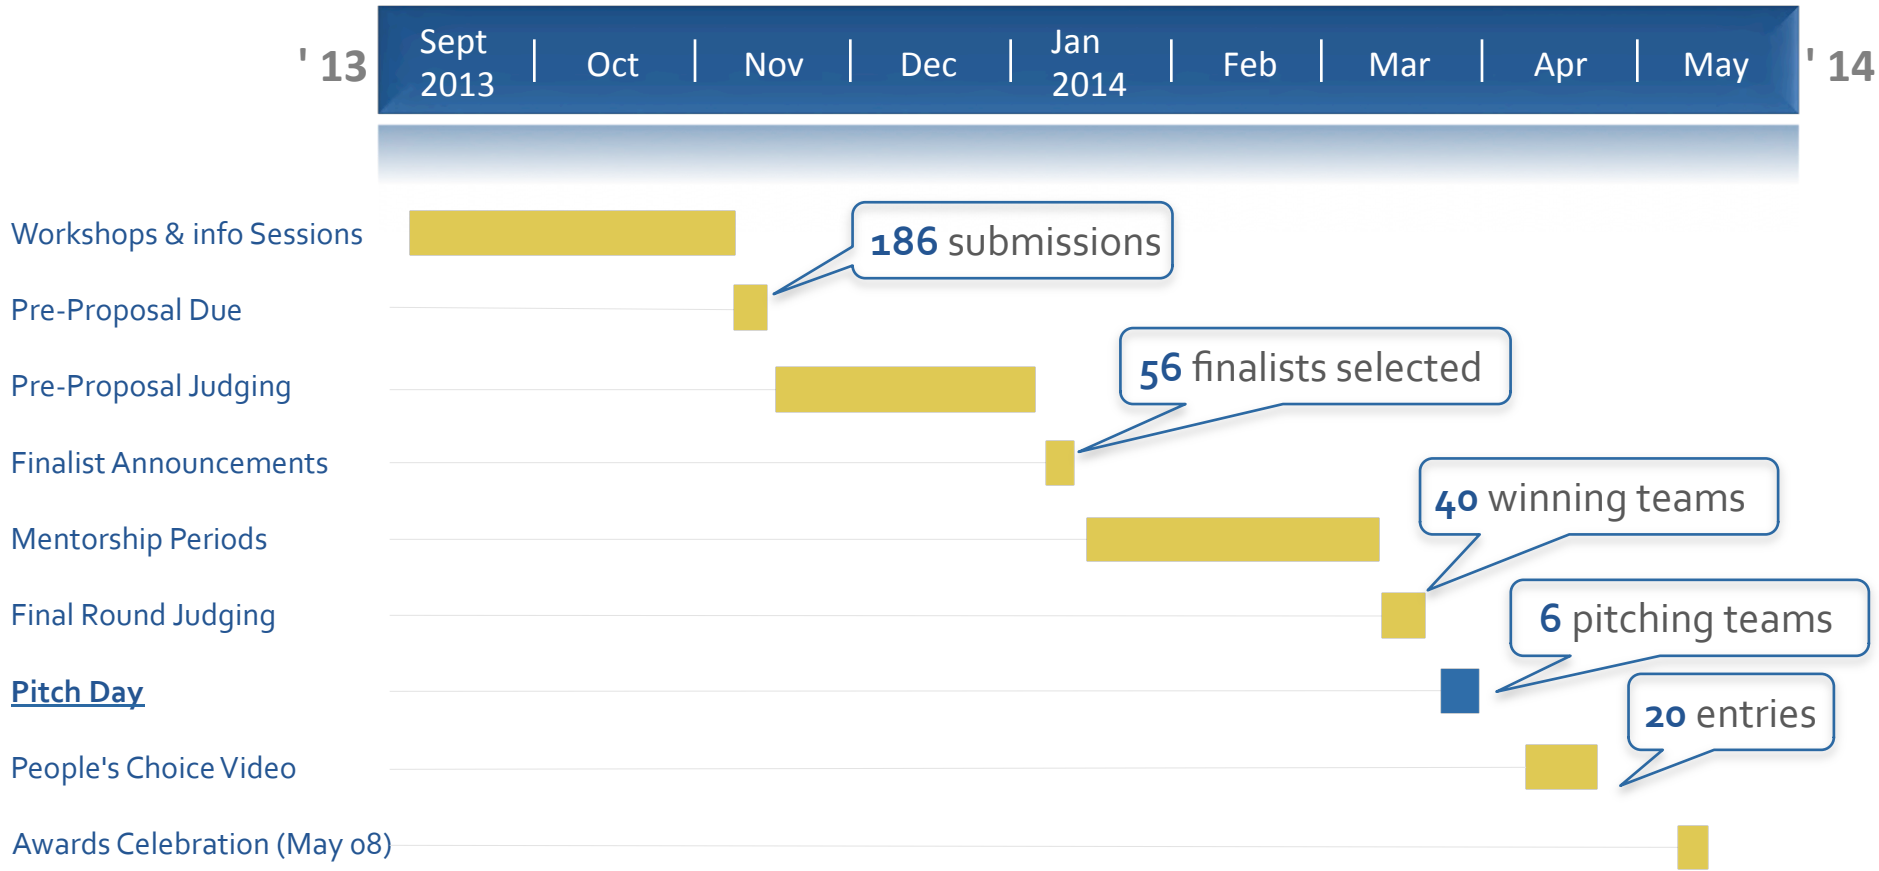 ' 13
Sept
2013
Oct
Nov
Dec
Jan
2014
Feb
Mar
Apr
May
' 14
Workshops & info Sessions
186 submissions
Pre-Proposal Due
Pre-Proposal Judging
56 finalists selected
Finalist Announcements
40 winning teams
Mentorship Periods
Final Round Judging
6 pitching teams
Pitch Day
20 entries
People's Choice Video
Awards Celebration (May 08)